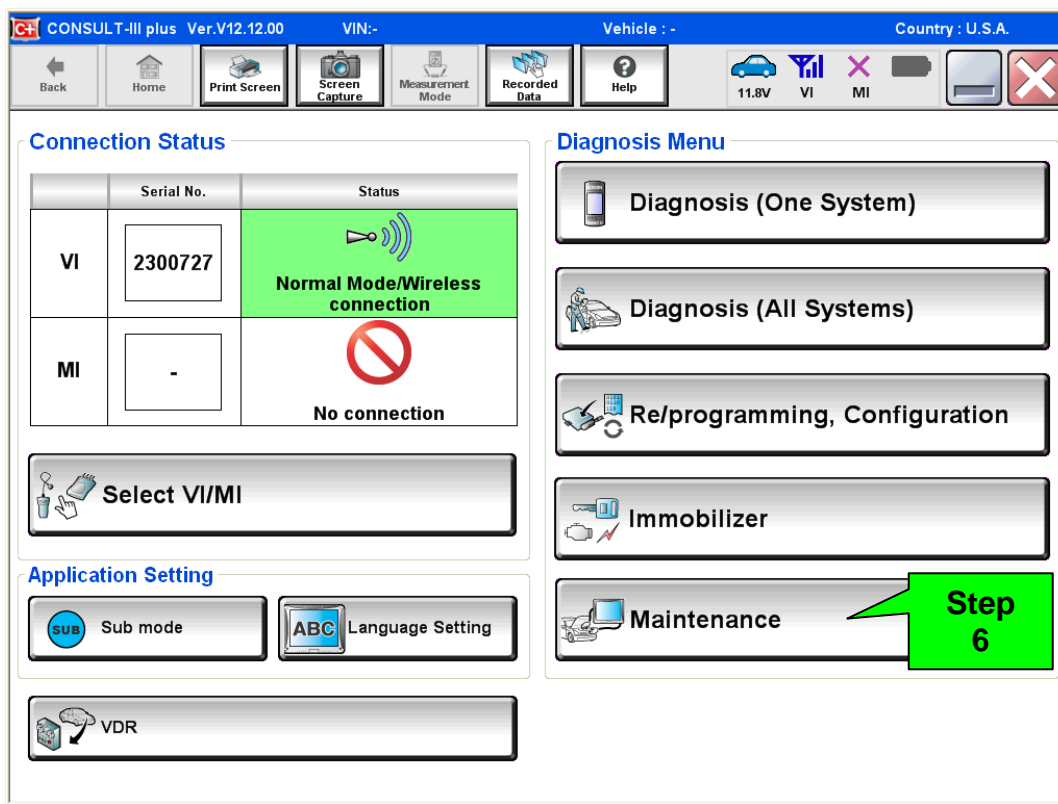 C+ CONSULT-III plus Ver.V12.12.00 VIN:- Vehicle : - Country : U.S.A.
Back
Home
Print Screen
Screen
Capture
Measurement
Mode
Recorded
Data
?
Help
11.8V
VI
MI
Connection Status
Serial No. Status
VI
2300727
Normal Mode/Wireless
connection
MI
-
No connection
Select VI/MI
Application Setting
SUB
Sub mode
ABC
Language Setting
VDR
Diagnosis Menu
Diagnosis (One System)
Diagnosis (All Systems)
Re/programming, Configuration
Immobilizer
Maintenance
Step
6